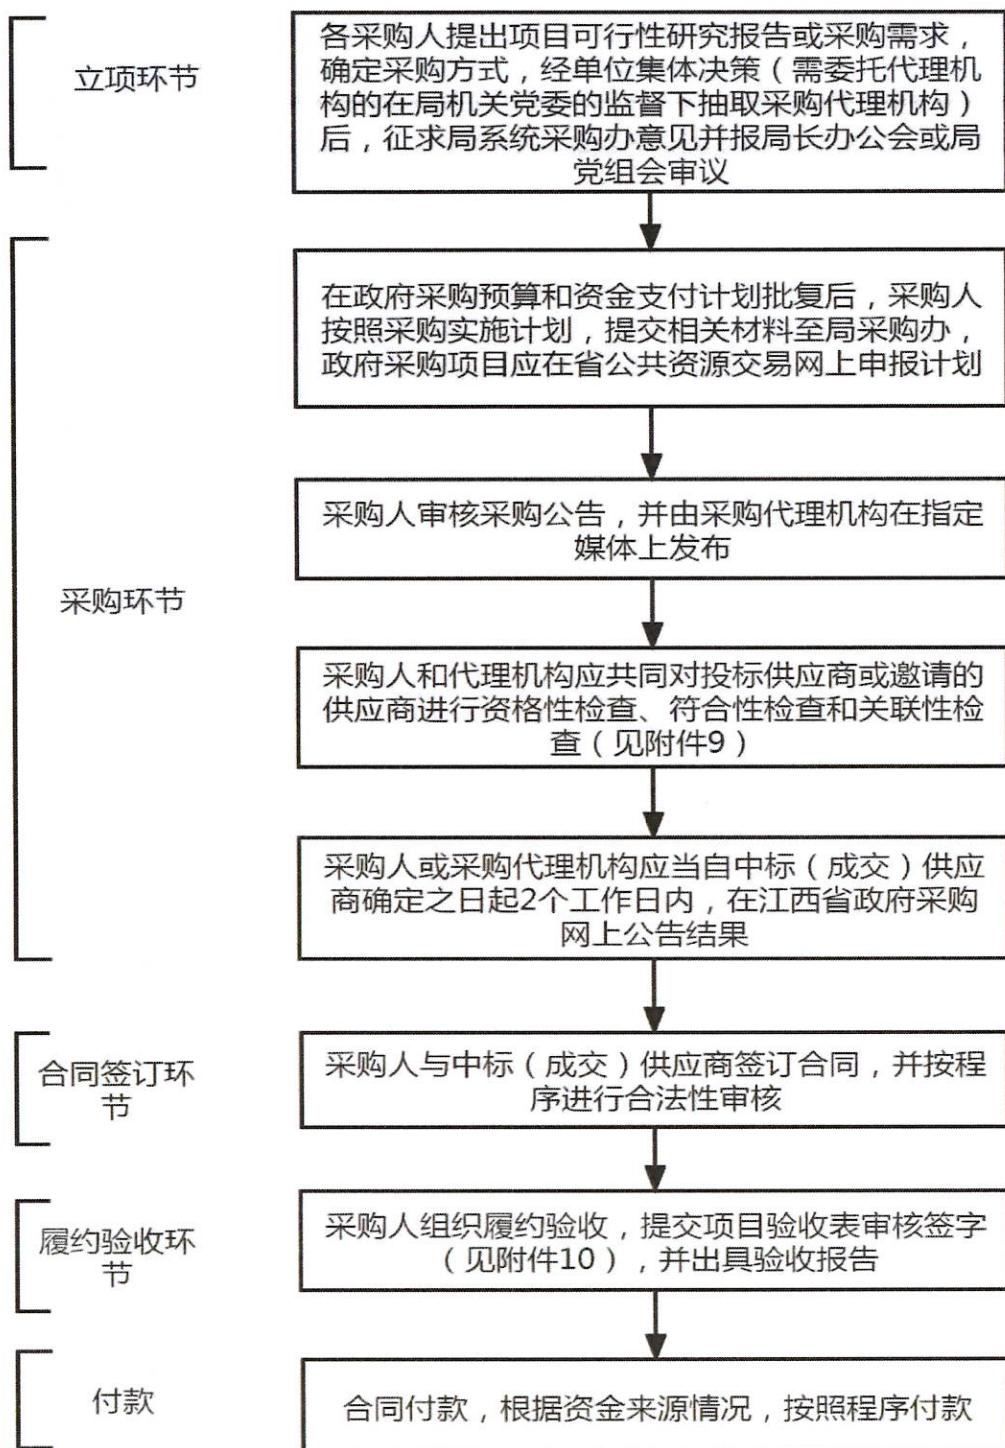 立项环节
各采购人提出项目可行性研究报告或采购需求，
确定采购方式，经单位集体决策（需委托代理机
构的在局机关党委的监督下抽取采购代理机构）
后，征求局系统采购办意见并报局长办公会或局
党组会审议
采购环节
在政府采购预算和资金支付计划批复后，采购人
按照采购实施计划，提交相关材料至局采购办，
政府采购项目应在省公共资源交易网上申报计划
采购人审核采购公告，并由采购代理机构在指定
媒体上发布
采购人和代理机构应共同对投标供应商或邀请的
供应商进行资格性检查、符合性检查和关联性检
查（见附件9）
采购人或采购代理机构应当自中标（成交）供应
商确定之日起2个工作日内，在江西省政府采购
网上公告结果
合同签订环
节
采购人与中标（成交）供应商签订合同，并按程
序进行合法性审核
履约验收环
节
采购人组织履约验收，提交项目验收表审核签字
（见附件10），并出具验收报告
付款
合同付款，根据资金来源情况，按照程序付款